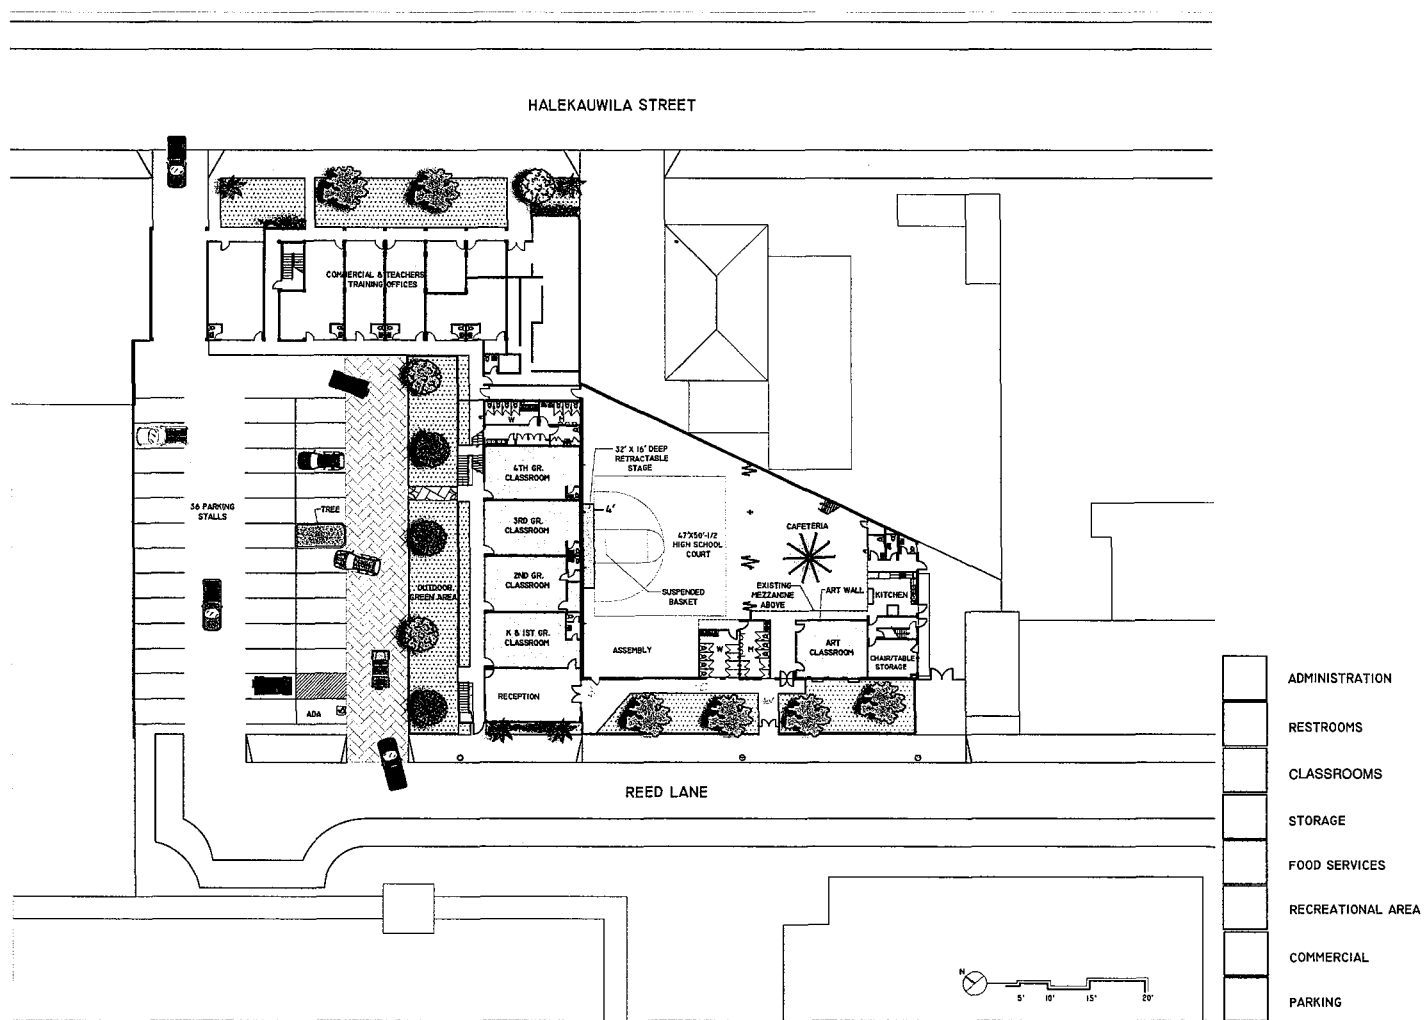 HALEKAUWILA STREET
COMMERCIAL & TEACHERS
TRAINING OFFICES
W
M
32' X 16' DEEP
RETRACTABLE
STAGE
4TH GR.
CLASSROOM
4'
36 PARKING
STALLS
TREE
3RD GR.
CLASSROOM
CAFETERIA
47'X50'-1/2
HIGH SCHOOL
COURT
2ND GR.
CLASSROOM
OUTDOOR
GREEN AREA
SUSPENDED
BASKET
EXISTING
MEZZANINE
ABOVE
ART WALL
KITCHEN
K & 1ST GR.
CLASSROOM
ASSEMBLY
W
M
ART
CLASSROOM
CHAIR/TABLE
STORAGE
RECEPTION
ADA
REED LANE
ADMINISTRATION
RESTROOMS
CLASSROOMS
STORAGE
FOOD SERVICES
RECREATIONAL AREA
COMMERCIAL
PARKING
N
5' 10' 15' 20'